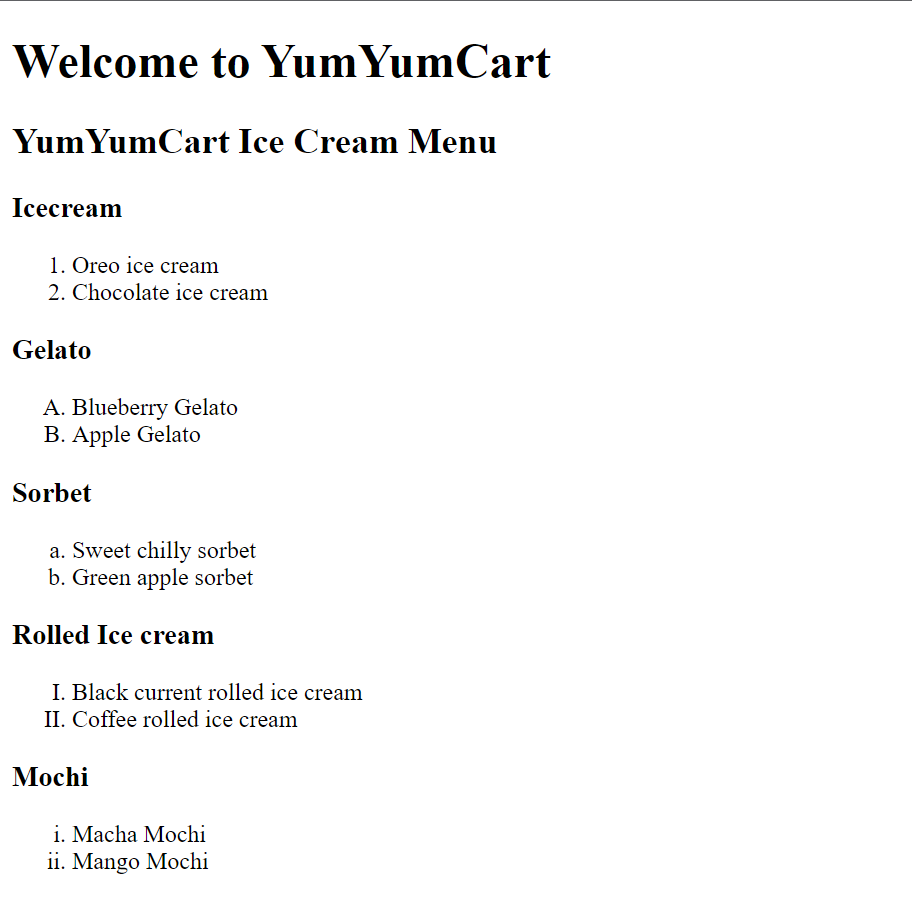 Welcome to YumYumCart
YumYumCart Ice Cream Menu
Icecream
1. Oreo ice cream
2. Chocolate ice cream
Gelato
A. Blueberry Gelato
B. Apple Gelato
Sorbet
a. Sweet chilly sorbet
b. Green apple sorbet
Rolled Ice cream
I. Black current rolled ice cream
II. Coffee rolled ice cream
Mochi
i. Macha Mochi
ii. Mango Mochi